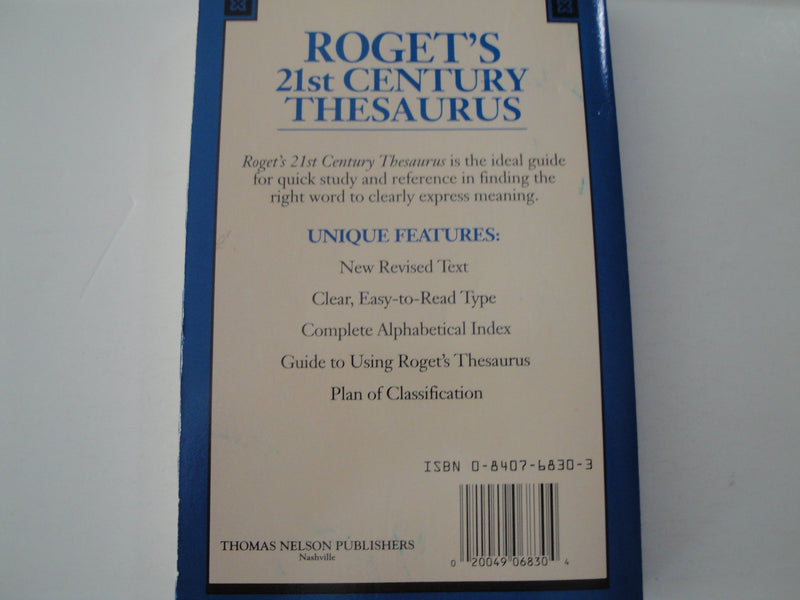 ROGET'S
21st CENTURY
THESAURUS
Roget's 21st Century Thesaurus is the ideal guide
for quick study and reference in finding the
right word to clearly express meaning.
UNIQUE FEATURES:
New Revised Text
Clear, Easy-to-Read Type
Complete Alphabetical Index
Guide to Using Roget's Thesaurus
Plan of Classification
ISBN 0-8407-6830-3
THOMAS NELSON PUBLISHERS
Nashville
0 20049 06830 4